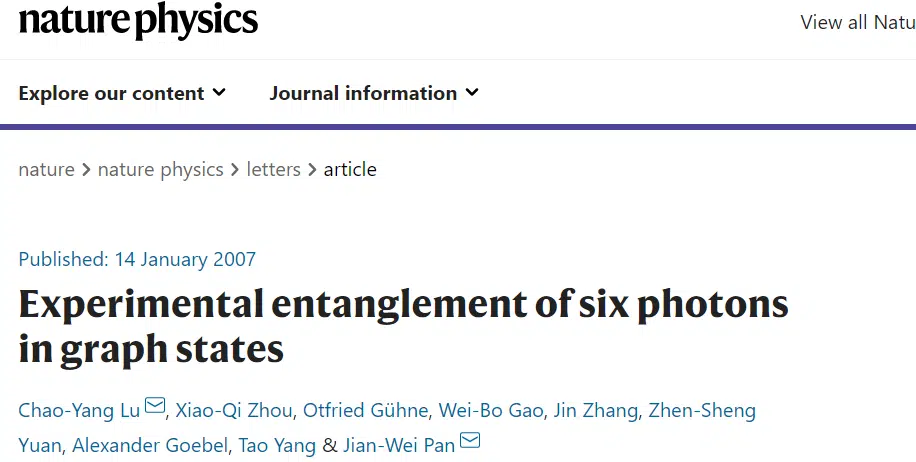 nature physics
View all Natu
Explore our content
Journal information
nature > nature physics > letters > article
Published: 14 January 2007
Experimental entanglement of six photons
in graph states
Chao-Yang Lu, Xiao-Qi Zhou, Otfried Gühne, Wei-Bo Gao, Jin Zhang, Zhen-Sheng
Yuan, Alexander Goebel, Tao Yang & Jian-Wei Pan